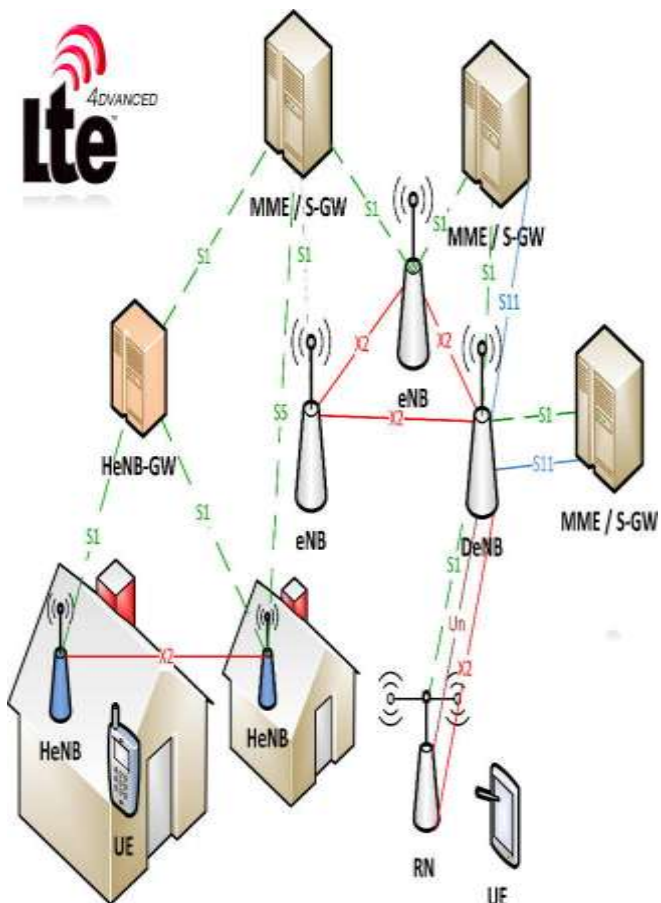 4DVANCED
Lte
MME / S-GW
MME / S-GW
S1
S1
S1
S1
S1
S1
S11
X2
X2
eNB
X2
S1
S11
MME / S-GW
HeNB-GW
S5
eNB
DeNB
S1
S1
S1
Un
X2
X2
HeNB
HeNB
UE
RN
UE